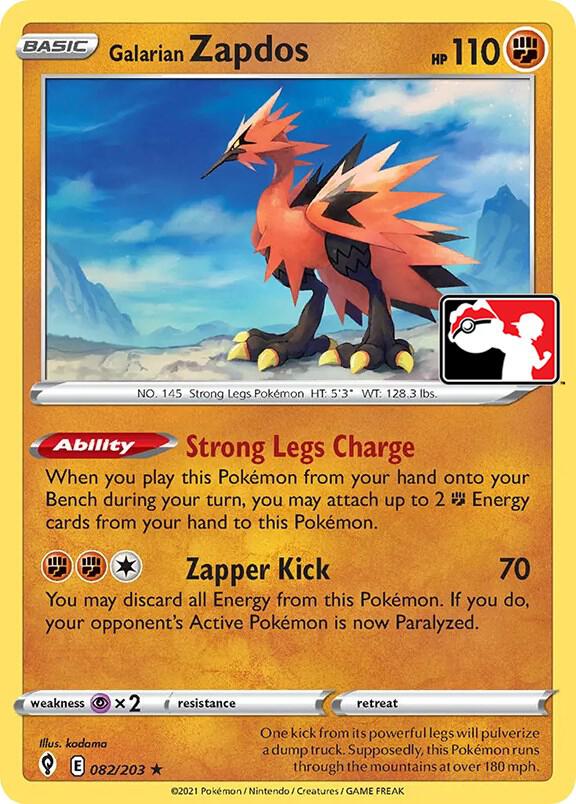 BASIC Galarian Zapdos HP 110
NO. 145 Strong Legs Pokémon HT: 5'3" WT: 128.3 lbs.
TM
Ability Strong Legs Charge
When you play this Pokémon from your hand onto your
Bench during your turn, you may attach up to 2 Energy
cards from your hand to this Pokémon.
Zapper Kick 70
You may discard all Energy from this Pokémon. If you do,
your opponent's Active Pokémon is now Paralyzed.
weakness ×2 resistance retreat
Illus. kodama
One kick from its powerful legs will pulverize
a dump truck. Supposedly, this Pokémon runs
through the mountains at over 180 mph.
E 082/203 ★
©2021 Pokémon / Nintendo / Creatures / GAME FREAK